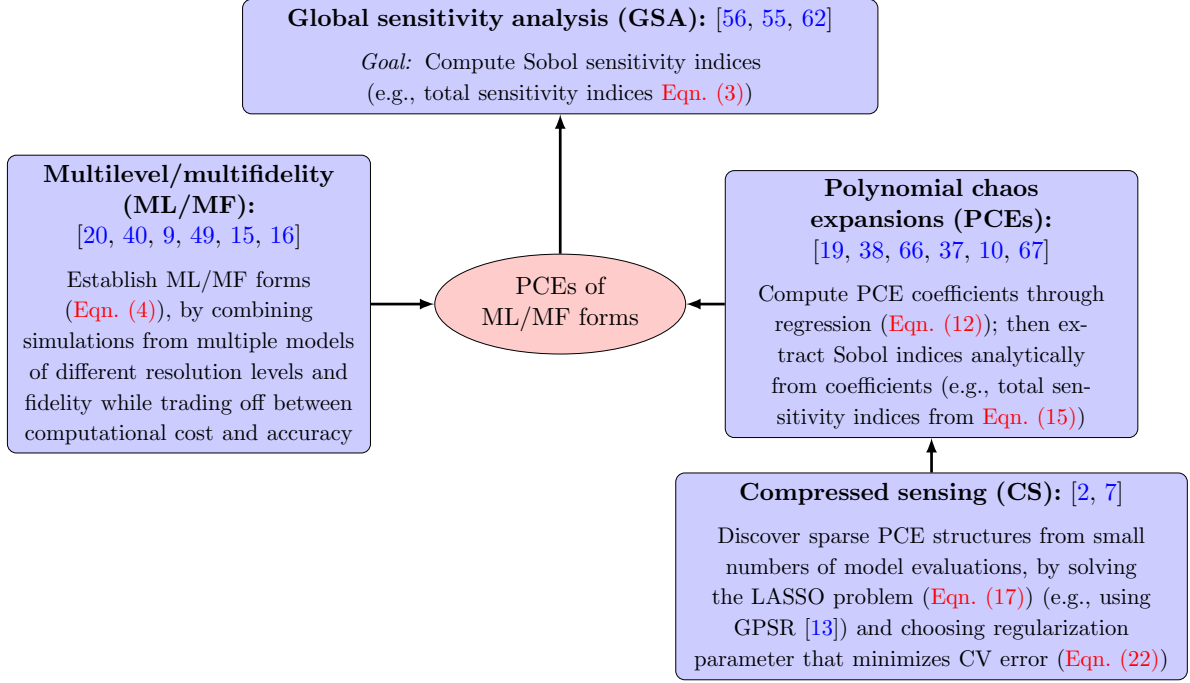 Global sensitivity analysis (GSA): [56, 55, 62]
Goal: Compute Sobol sensitivity indices
(e.g., total sensitivity indices Eqn. (3))
Multilevel/multifidelity
(ML/MF):
[20, 40, 9, 49, 15, 16]
Establish ML/MF forms
(Eqn. (4)), by combining
simulations from multiple models
of different resolution levels and
fidelity while trading off between
computational cost and accuracy
PCEs of
ML/MF forms
Polynomial chaos
expansions (PCEs):
[19, 38, 66, 37, 10, 67]
Compute PCE coefficients through
regression (Eqn. (12)); then ex-
tract Sobol indices analytically
from coefficients (e.g., total sen-
sitivity indices from Eqn. (15))
Compressed sensing (CS): [2, 7]
Discover sparse PCE structures from small
numbers of model evaluations, by solving
the LASSO problem (Eqn. (17)) (e.g., using
GPSR [13]) and choosing regularization
parameter that minimizes CV error (Eqn. (22))